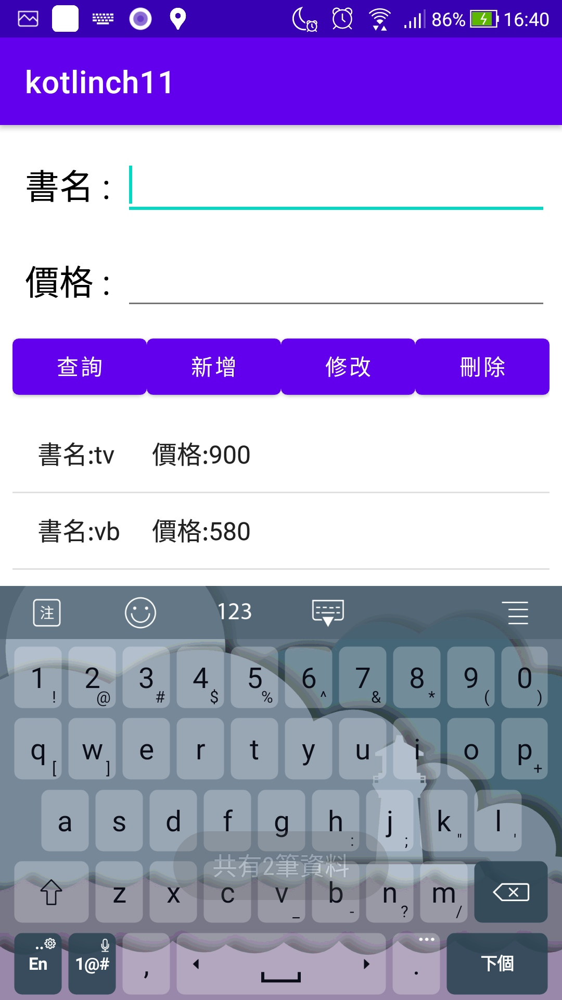 86% 16:40
kotlinch11
書名 :
價格 :
查詢 新增 修改 刪除
書名:tv 價格:900
書名:vb 價格:580
注 123
1 ! 2 @ 3 # 4 $ 5 % 6 ^ 7 & 8 * 9 ( 0 )
q [ w ] e r t y u i o p +
a s d f g h : j ; k " l '
共有2筆資料
z x c v _ b - n ? m /
En 1@# , . ... 下個